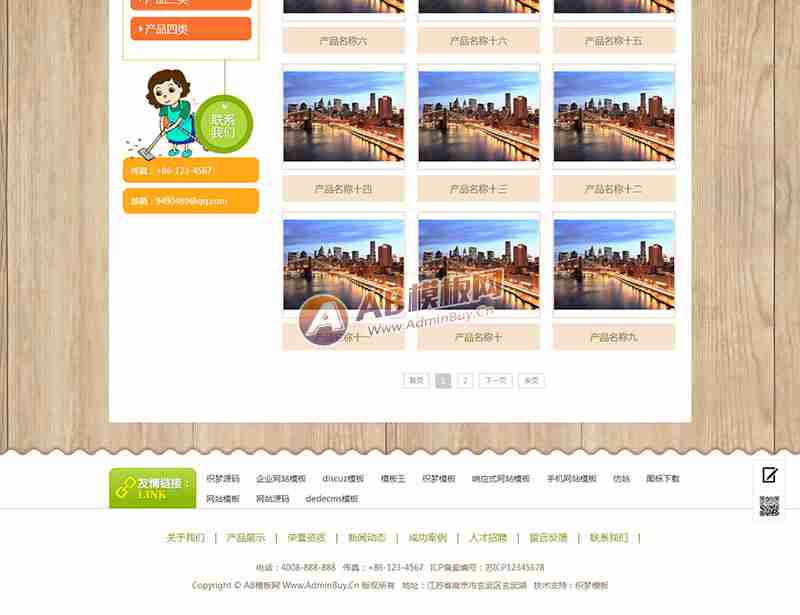 产品四类
联系
我们
传真：+86-123-4567
产品名称六 产品名称十六 产品名称十五
产品名称十四 产品名称十三 产品名称十二
AB模板网
Www.AdminBuy.Cn
产品名称十一 产品名称十 产品名称九
首页 1 2 下一页 末页
友情链接：
LINK
织梦源码 企业网站模板 discuz模板 模板王 织梦模板 响应式网站模板 手机网站模板 仿站 图标下载
网站模板 网站源码 dedecms模板
关于我们 | 产品展示 | 荣誉资质 | 新闻动态 | 成功案例 | 人才招聘 | 留言反馈 | 联系我们 |
电话：4008-888-888 传真：+86-123-4567 ICP备案编号：苏ICP12345678
Copyright © AB模板网 Www.AdminBuy.Cn 版权所有 地址：江苏省南京市玄武区玄武湖 技术支持：织梦模板